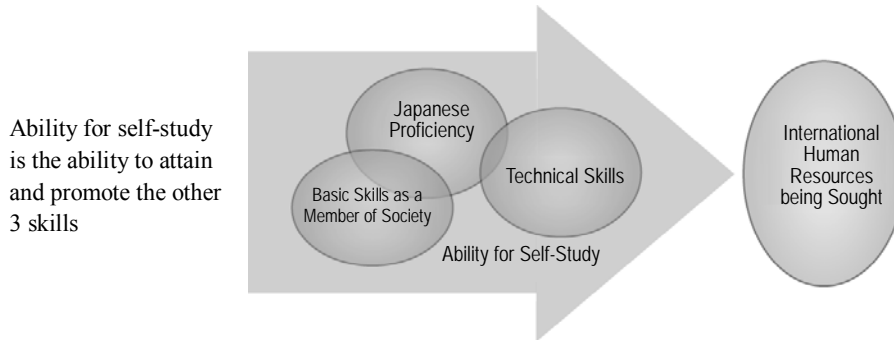 Ability for self-study
is the ability to attain
and promote the other
3 skills
Japanese
Proficiency
Basic Skills as a
Member of Society
Technical Skills
Ability for Self-Study
International
Human
Resources
being Sought